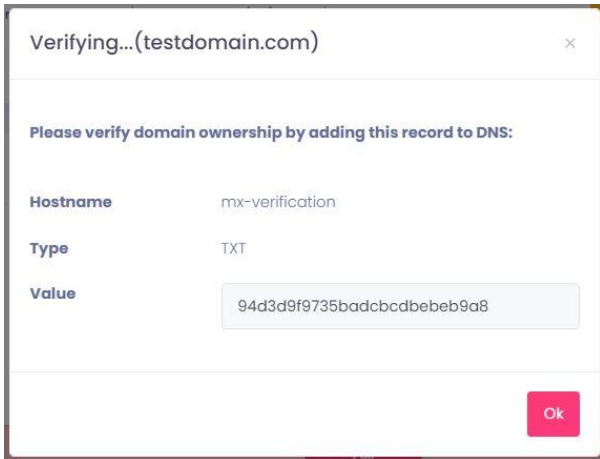 Verifying...(testdomain.com)
×
Please verify domain ownership by adding this record to DNS:
Hostname mx-verification
Type TXT
Value 94d3d9f9735badcbcdbebeb9a8
Ok